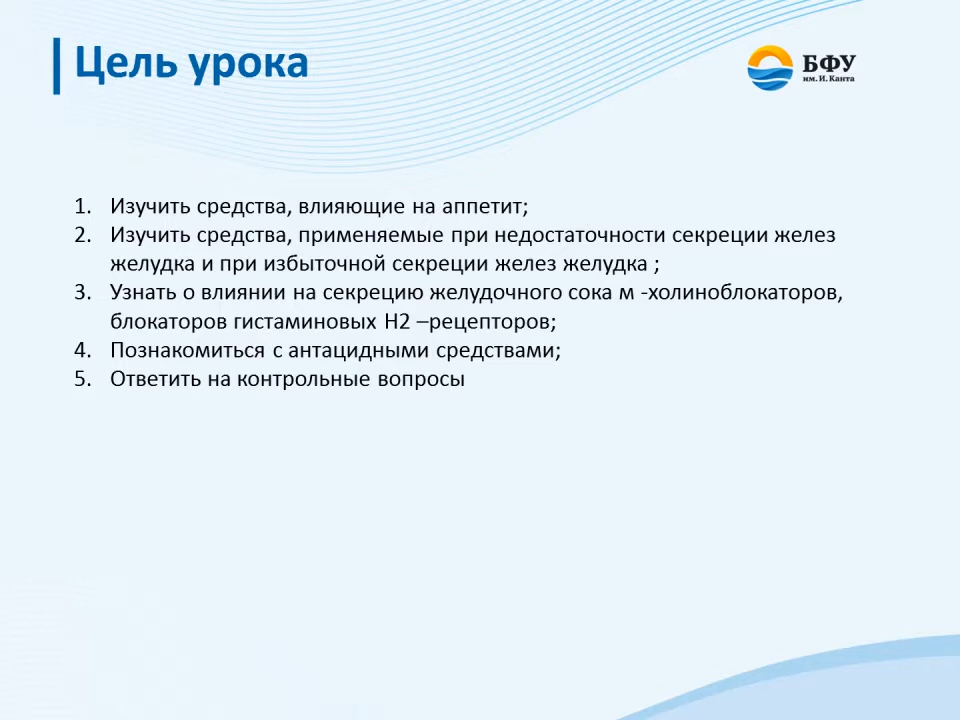 Цель урока
БФУ
им. И. Канта
1. Изучить средства, влияющие на аппетит;
2. Изучить средства, применяемые при недостаточности секреции желез
желудка и при избыточной секреции желез желудка ;
3. Узнать о влиянии на секрецию желудочного сока м -холиноблокаторов,
блокаторов гистаминовых Н2 –рецепторов;
4. Познакомиться с антацидными средствами;
5. Ответить на контрольные вопросы